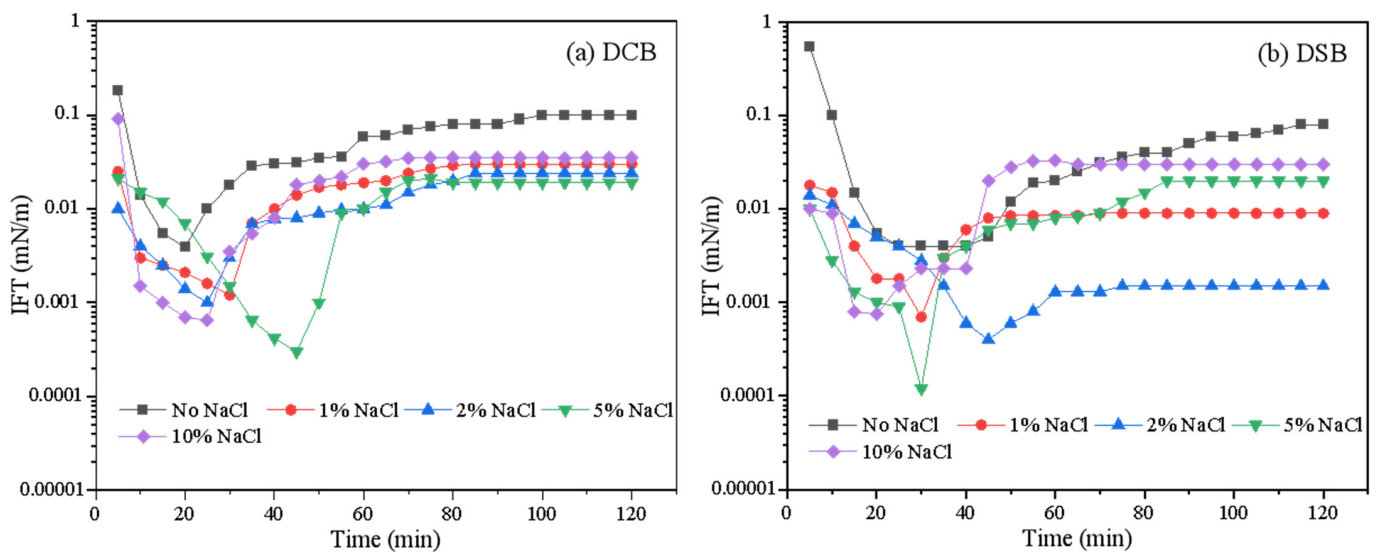 (a) DCB
IFT (mN/m)
1
0.1
0.01
0.001
0.0001
0.00001
No NaCl 1% NaCl 2% NaCl 5% NaCl
10% NaCl
0 20 40 60 80 100 120
Time (min)
(b) DSB
IFT (mN/m)
1
0.1
0.01
0.001
0.0001
0.00001
No NaCl 1% NaCl 2% NaCl 5% NaCl
10% NaCl
0 20 40 60 80 100 120
Time (min)